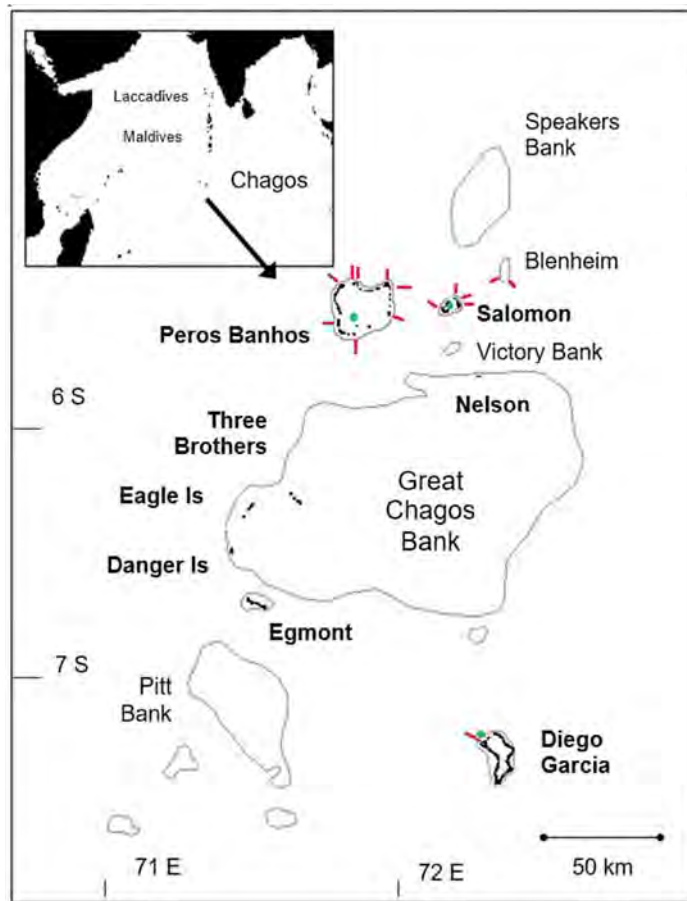 Laccadives
Maldives
Chagos
Speakers
Bank
Blenheim
Salomon
Peros Banhos
Victory Bank
6 S
Nelson
Three
Brothers
Great
Chagos
Bank
Eagle Is
Danger Is
Egmont
7 S
Pitt
Bank
Diego
Garcia
71 E
72 E
50 km